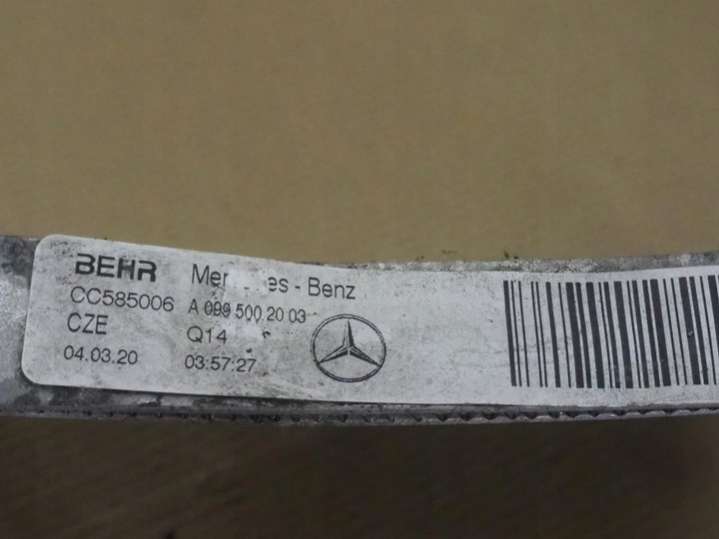 BEHR Mer es - Benz
CC585006 A 099 500 20 03
CZE Q14
04.03.20 03:57:27